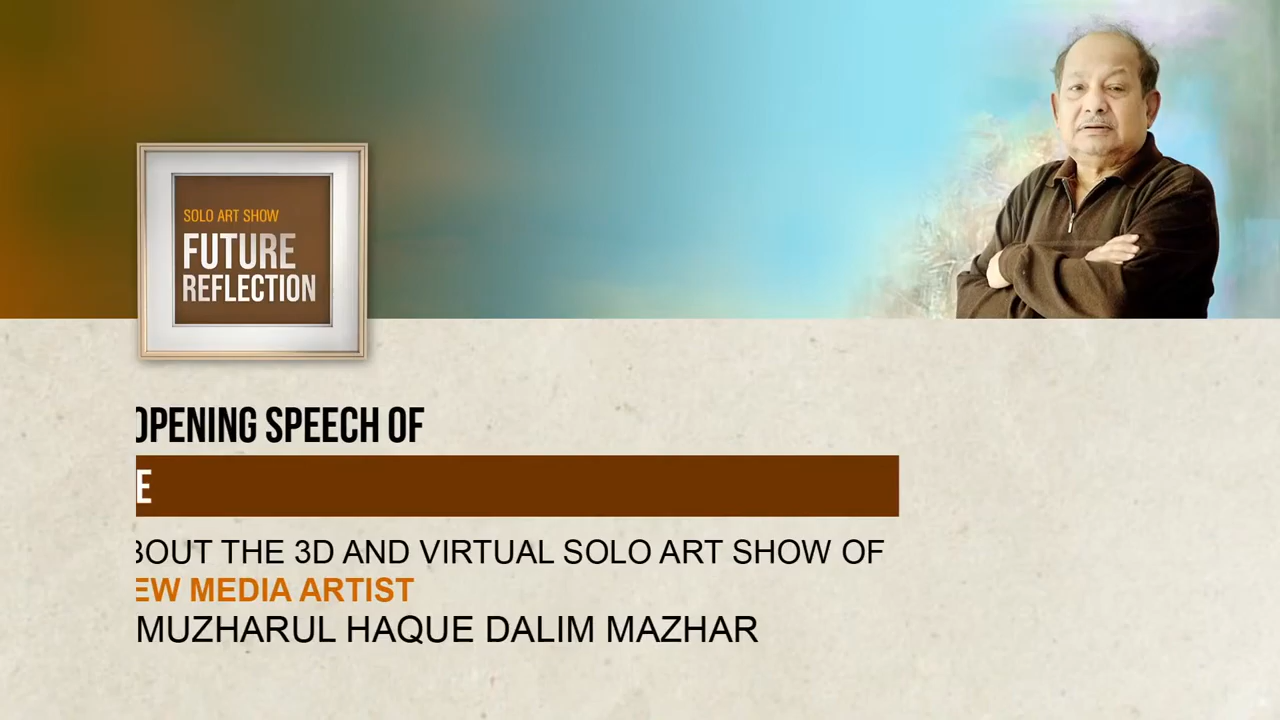 SOLO ART SHOW
FUTURE
REFLECTION
OPENING SPEECH OF
E
BOUT THE 3D AND VIRTUAL SOLO ART SHOW OF
EW MEDIA ARTIST
MUZHARUL HAQUE DALIM MAZHAR